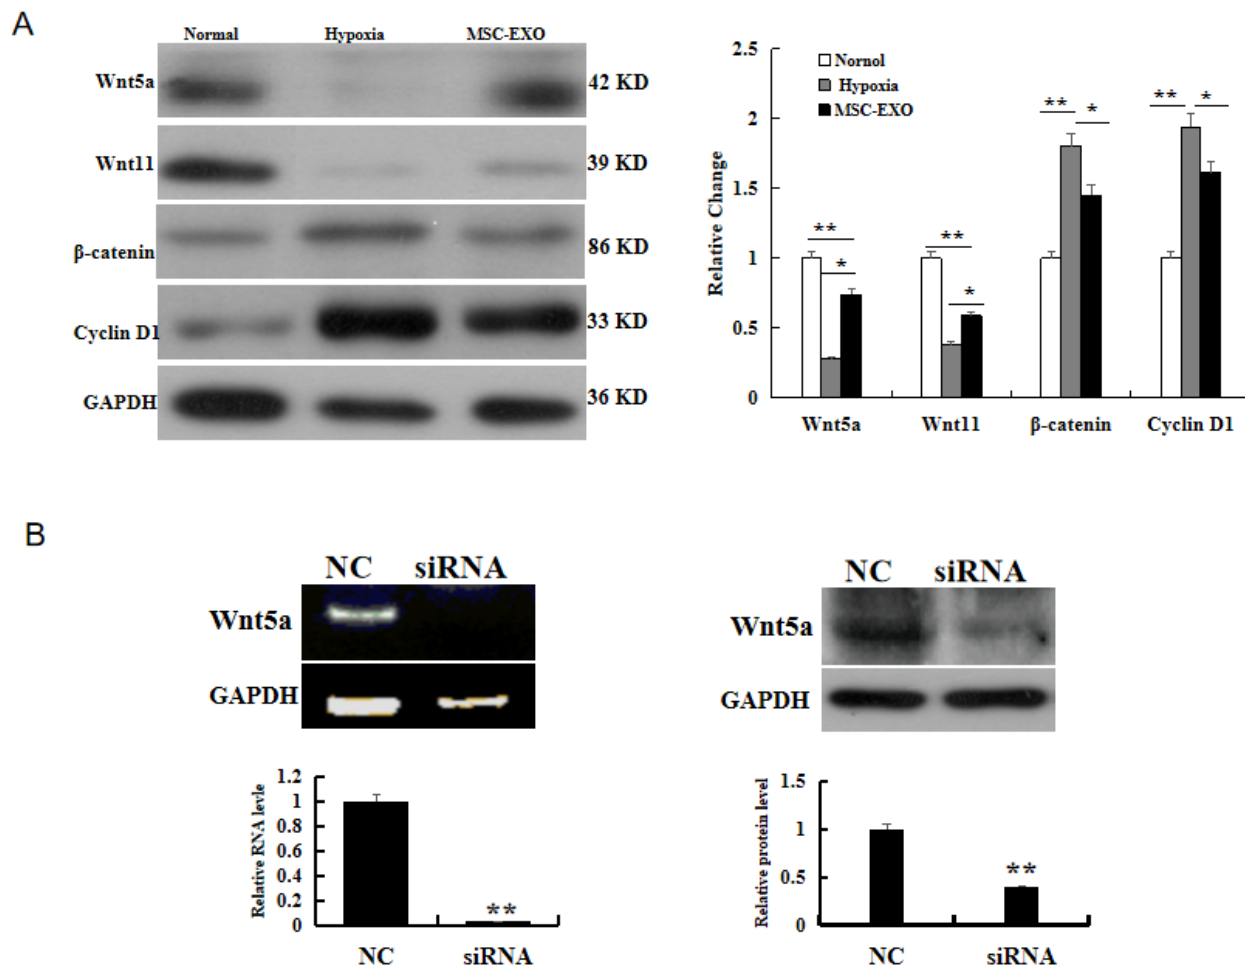 A
Normal Hypoxia MSC-EXO
Wnt5a 42 KD
Wnt11 39 KD
β-catenin 86 KD
Cyclin D1 33 KD
GAPDH 36 KD
2.5
2
1.5
1
0.5
0
Relative Change
Nornol
Hypoxia
MSC-EXO
** *
** *
**
*
**
*
Wnt5a Wnt11 β-catenin Cyclin D1
B
NC siRNA
Wnt5a
GAPDH
1.2
1
0.8
0.6
0.4
0.2
0
Relative RNA levle
**
NC siRNA
NC siRNA
Wnt5a
GAPDH
1.5
1
0.5
0
Relative protein level
**
NC siRNA